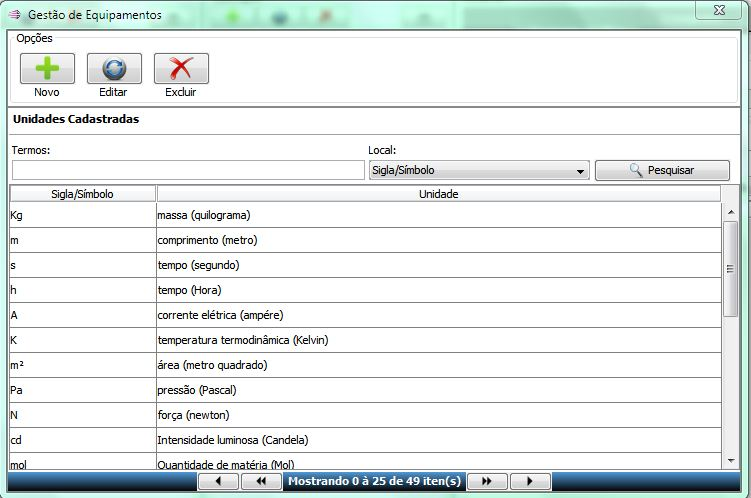 Gestão de Equipamentos
Opções
Novo Editar Excluir
Unidades Cadastradas
Termos: Local:
Sigla/Símbolo Pesquisar
Sigla/Símbolo Unidade
Kg massa (quilograma)
m comprimento (metro)
s tempo (segundo)
h tempo (Hora)
A corrente elétrica (ampére)
K temperatura termodinâmica (Kelvin)
m² área (metro quadrado)
Pa pressão (Pascal)
N força (newton)
cd Intensidade luminosa (Candela)
mol Quantidade de matéria (Mol)
Mostrando 0 à 25 de 49 iten(s)